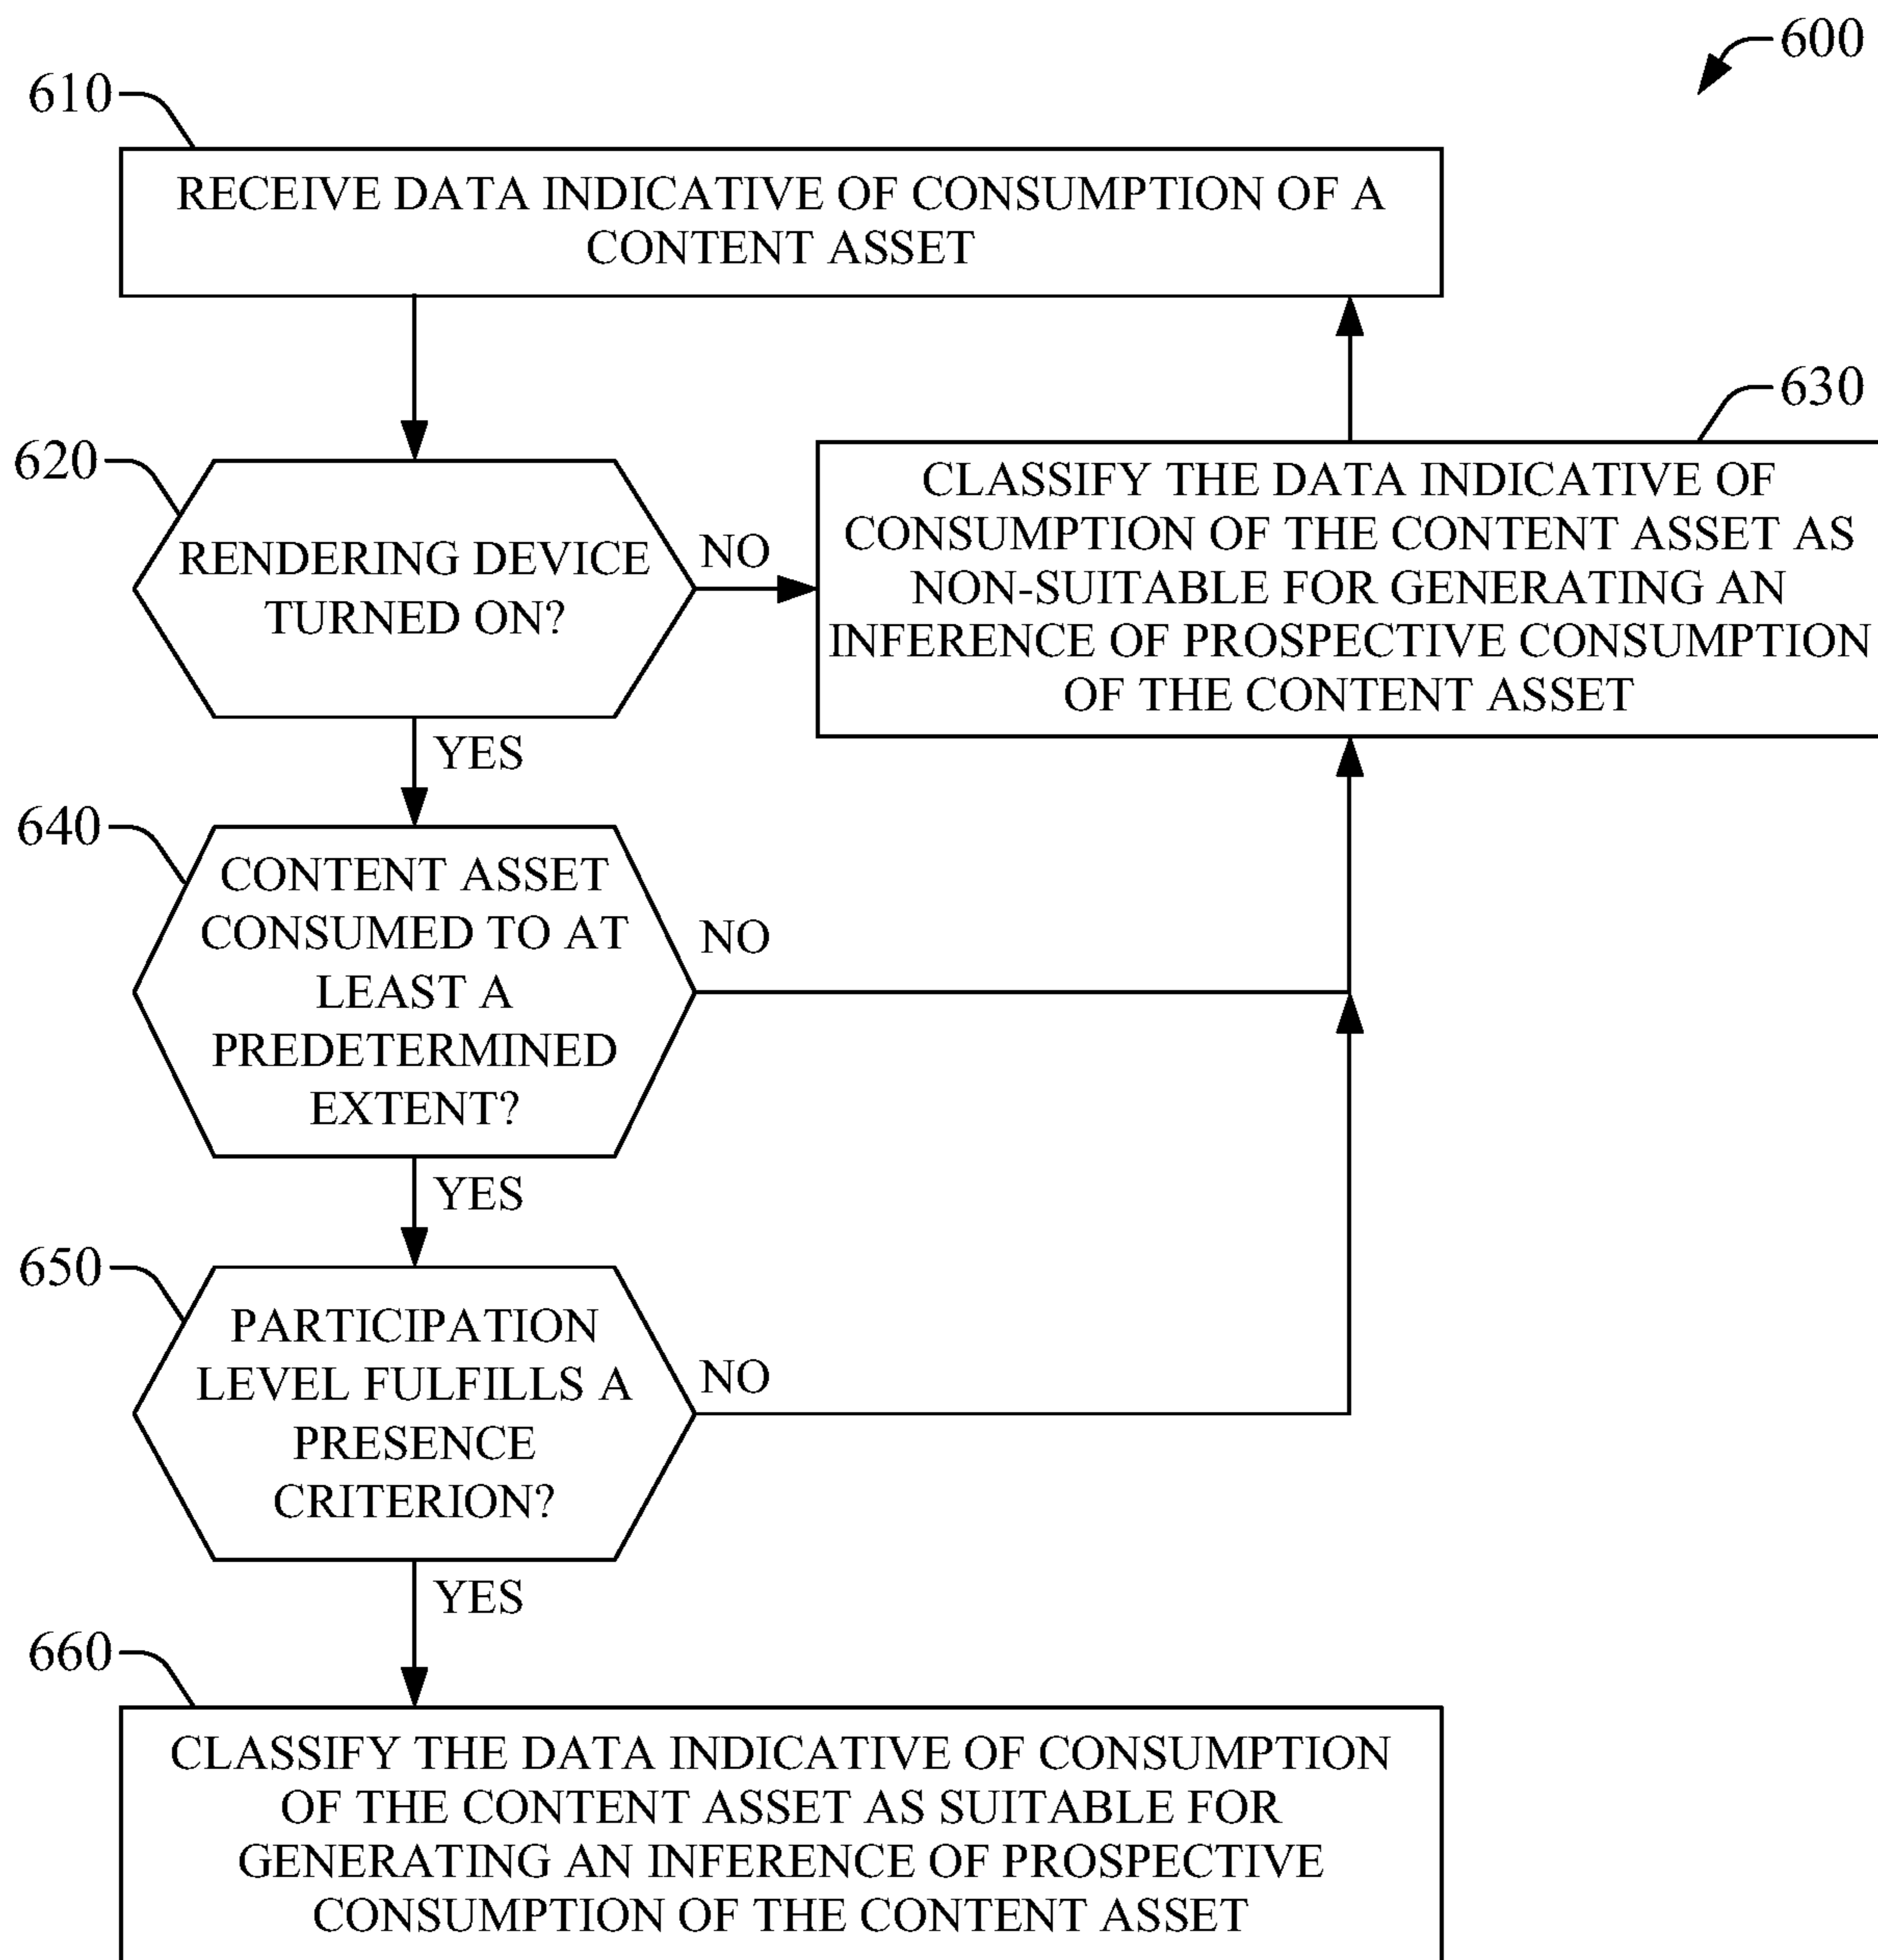 600
610
RECEIVE DATA INDICATIVE OF CONSUMPTION OF A
CONTENT ASSET
620
RENDERING DEVICE
TURNED ON?
NO
630
CLASSIFY THE DATA INDICATIVE OF
CONSUMPTION OF THE CONTENT ASSET AS
NON-SUITABLE FOR GENERATING AN
INFERENCE OF PROSPECTIVE CONSUMPTION
OF THE CONTENT ASSET
YES
640
CONTENT ASSET
CONSUMED TO AT
LEAST A
PREDETERMINED
EXTENT?
NO
YES
650
PARTICIPATION
LEVEL FULFILLS A
PRESENCE
CRITERION?
NO
YES
660
CLASSIFY THE DATA INDICATIVE OF CONSUMPTION
OF THE CONTENT ASSET AS SUITABLE FOR
GENERATING AN INFERENCE OF PROSPECTIVE
CONSUMPTION OF THE CONTENT ASSET